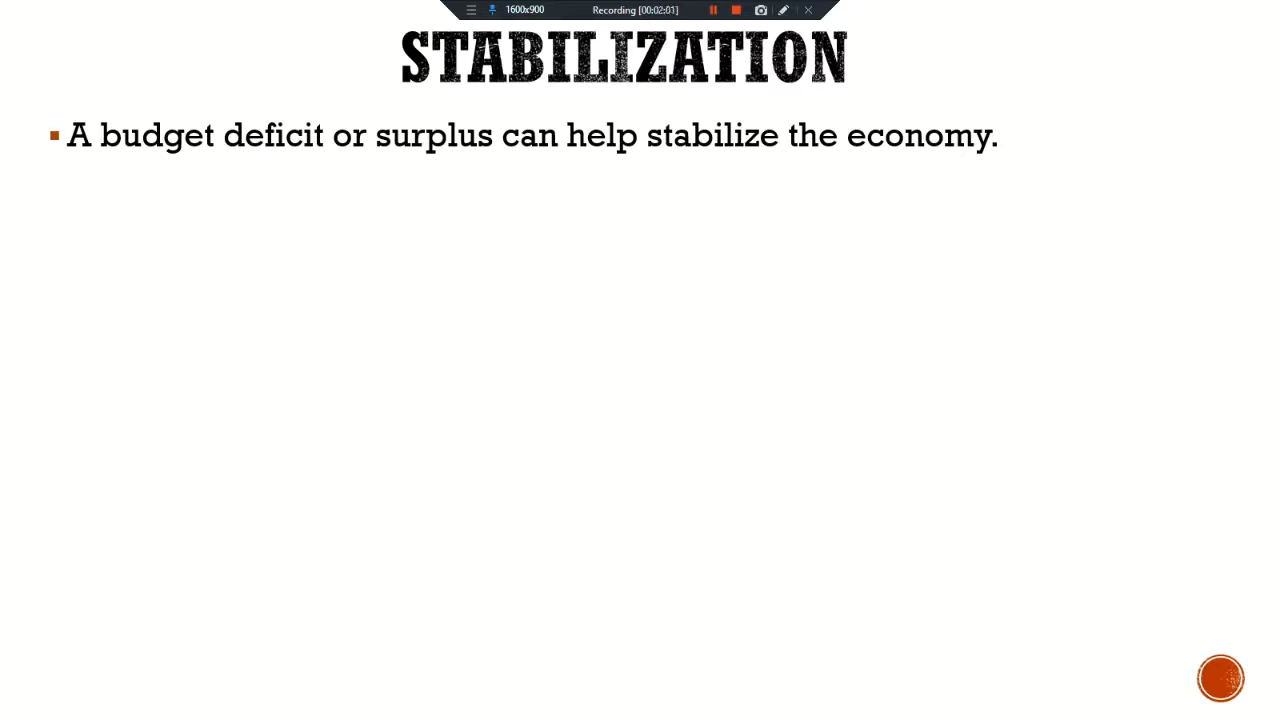 1600x900 Recording [00:02:01]
STABILIZATION
A budget deficit or surplus can help stabilize the economy.